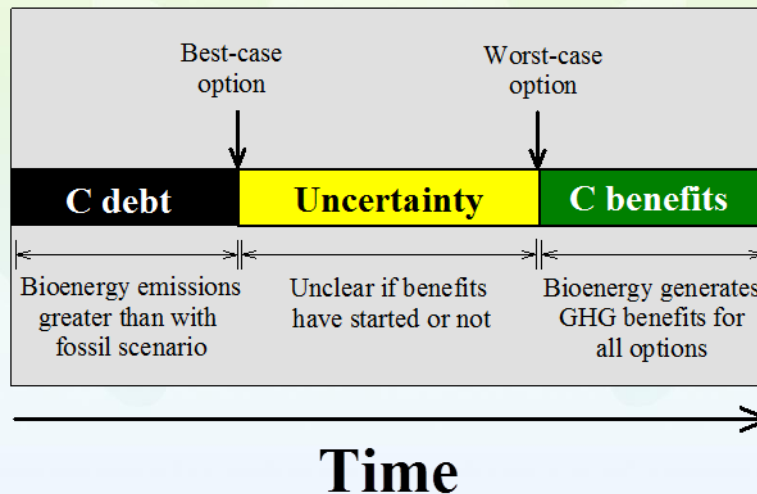 Best-case
option
Worst-case
option
C debt
Uncertainty
C benefits
Bioenergy emissions
greater than with
fossil scenario
Unclear if benefits
have started or not
Bioenergy generates
GHG benefits for
all options
Time